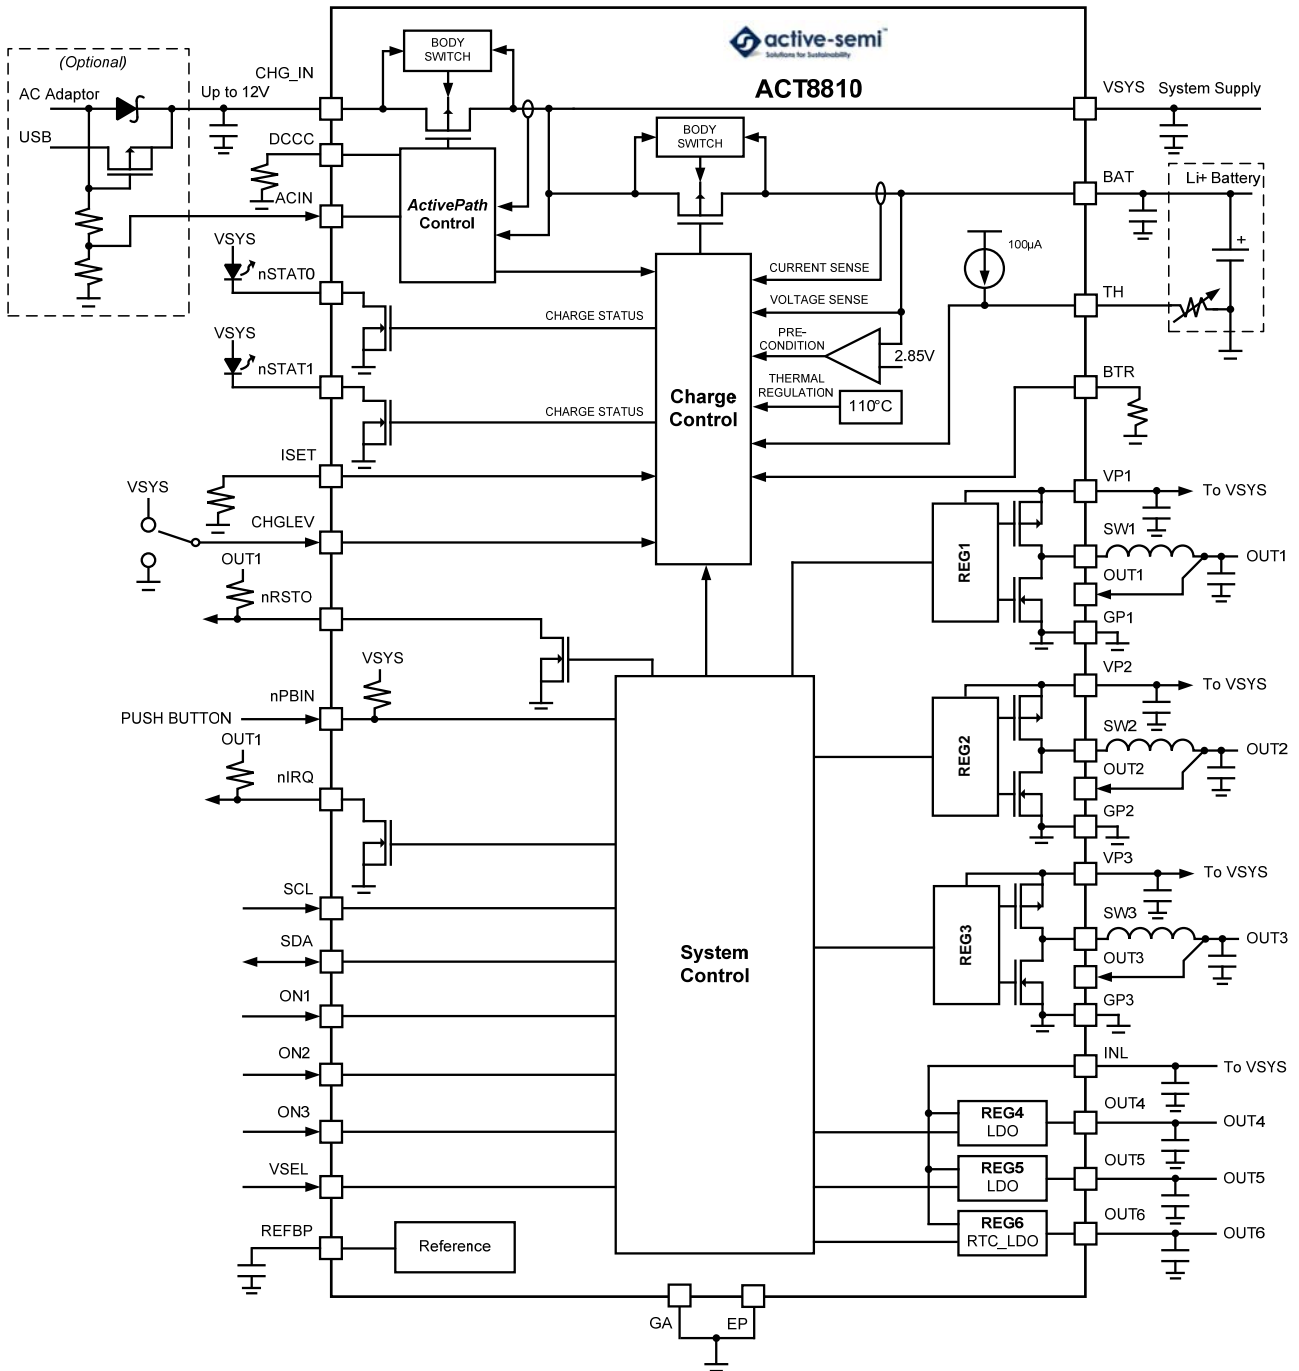 active-semi™
Solutions for Sustainability
ACT8810
(Optional)
AC Adaptor
USB
Up to 12V
CHG_IN
BODY
SWITCH
VSYS
System Supply
DCCC
ActivePath
Control
BODY
SWITCH
BAT
Li+ Battery
+
ACIN
VSYS
nSTAT0
CHARGE STATUS
CURRENT SENSE
100µA
VOLTAGE SENSE
TH
PRE-
CONDITION
2.85V
VSYS
nSTAT1
CHARGE STATUS
THERMAL
REGULATION
110°C
BTR
Charge
Control
ISET
VSYS
CHGLEV
VP1
To VSYS
REG1
SW1
OUT1
OUT1
GP1
OUT1
nRSTO
VSYS
nPBIN
PUSH BUTTON
VP2
To VSYS
REG2
SW2
OUT2
OUT2
GP2
OUT1
nIRQ
VP3
To VSYS
REG3
SW3
OUT3
OUT3
GP3
SCL
SDA
ON1
ON2
ON3
VSEL
System
Control
INL
To VSYS
REG4
LDO
OUT4
OUT4
REG5
LDO
OUT5
OUT5
REG6
RTC_LDO
OUT6
OUT6
REFBP
Reference
GA
EP